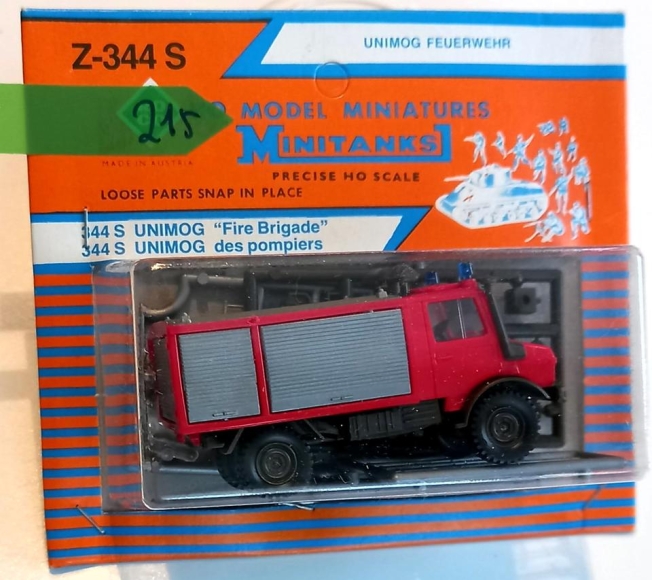 Z-344 S
UNIMOG FEUERWEHR
215
O MODEL MINIATURES
MINITANKS
MADE IN AUSTRIA
PRECISE HO SCALE
LOOSE PARTS SNAP IN PLACE
344 S UNIMOG "Fire Brigade"
344 S UNIMOG des pompiers